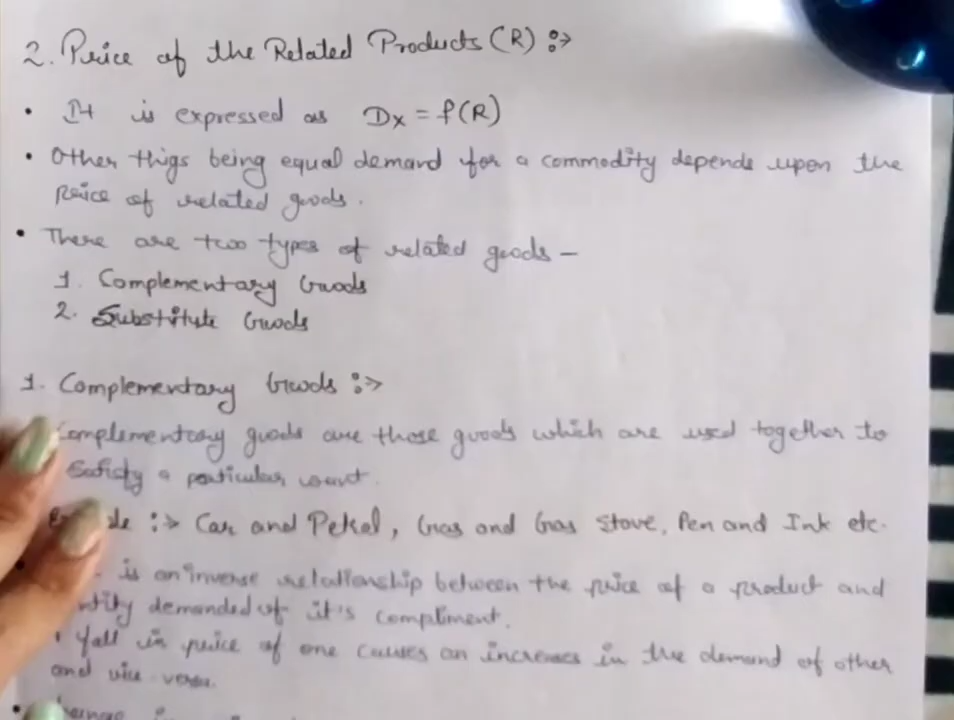 2. Price of the Related Products (R) :->
• It is expressed as Dx = f(R)
• Other thigs being equal demand for a commodity depends upon the
price of related goods.
• There are two types of related goods -
1. Complementary Goods
2. Substitute Goods
1. Complementary Goods :->
Complementary goods are those goods which are used together to
Satisfy a particular want.
:-> Car and Petrol, Gas and Gas Stove, Pen and Ink etc.
is an inverse relationship between the price of a product and
demanded of it's compliment.
fall in price of one causes an increases in the demand of other
and vice-versa.